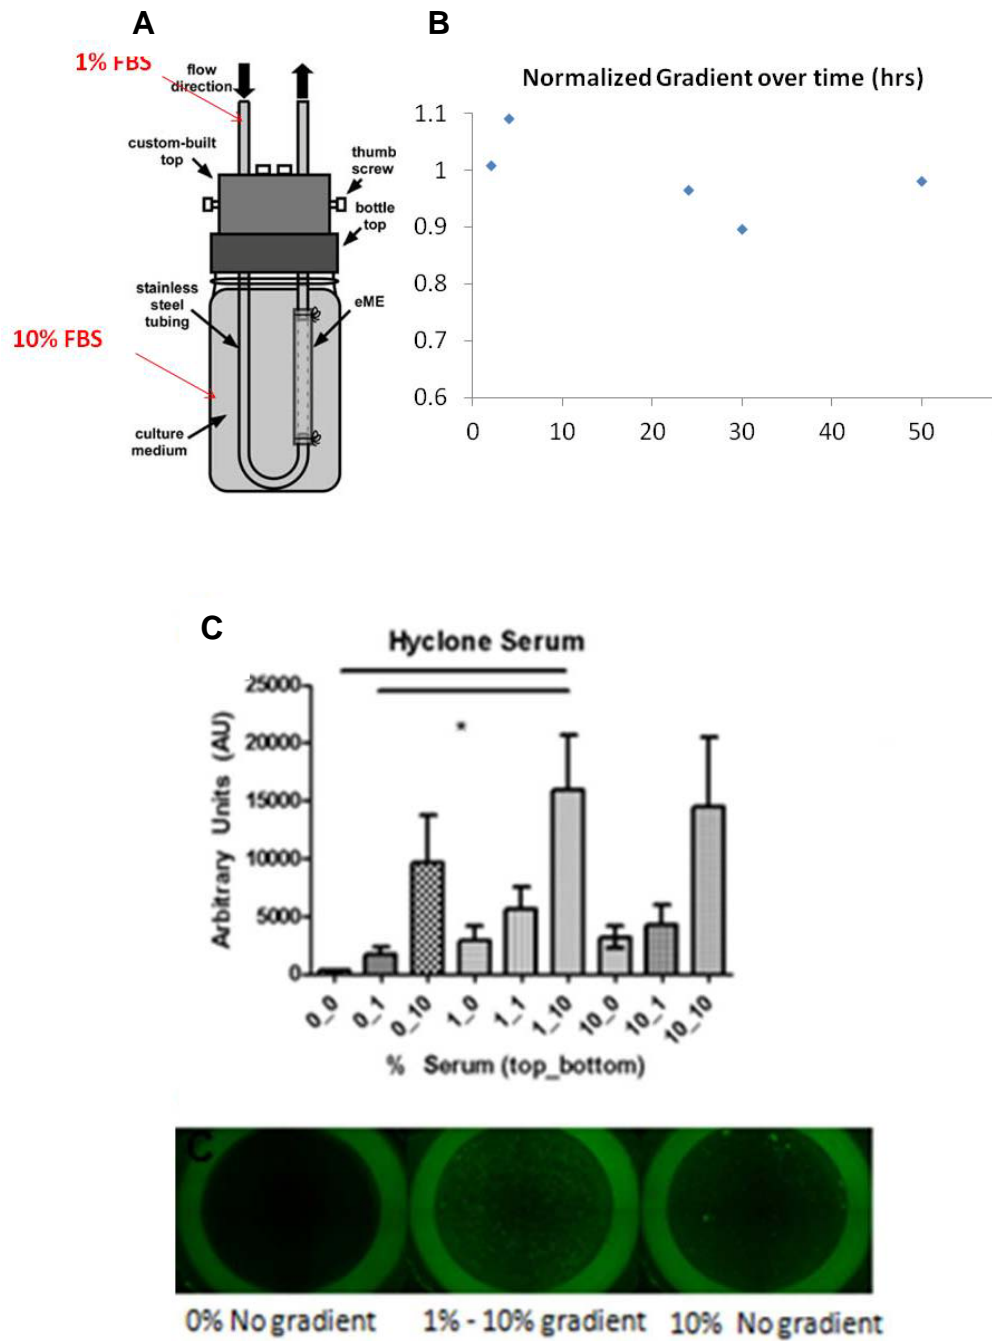 A
B
1% FBS
flow
direction
custom-built
top
thumb
screw
bottle
top
stainless
steel
tubing
eME
10% FBS
culture
medium
Normalized Gradient over time (hrs)
1.1
1
0.9
0.8
0.7
0.6
0
10
20
30
40
50
C
Hyclone Serum
*
Arbitrary Units (AU)
25000
20000
15000
10000
5000
0
0_0
0_1
0_10
1_0
1_1
1_10
10_0
10_1
10_10
% Serum (top_bottom)
C
0% No gradient
1% - 10% gradient
10% No gradient